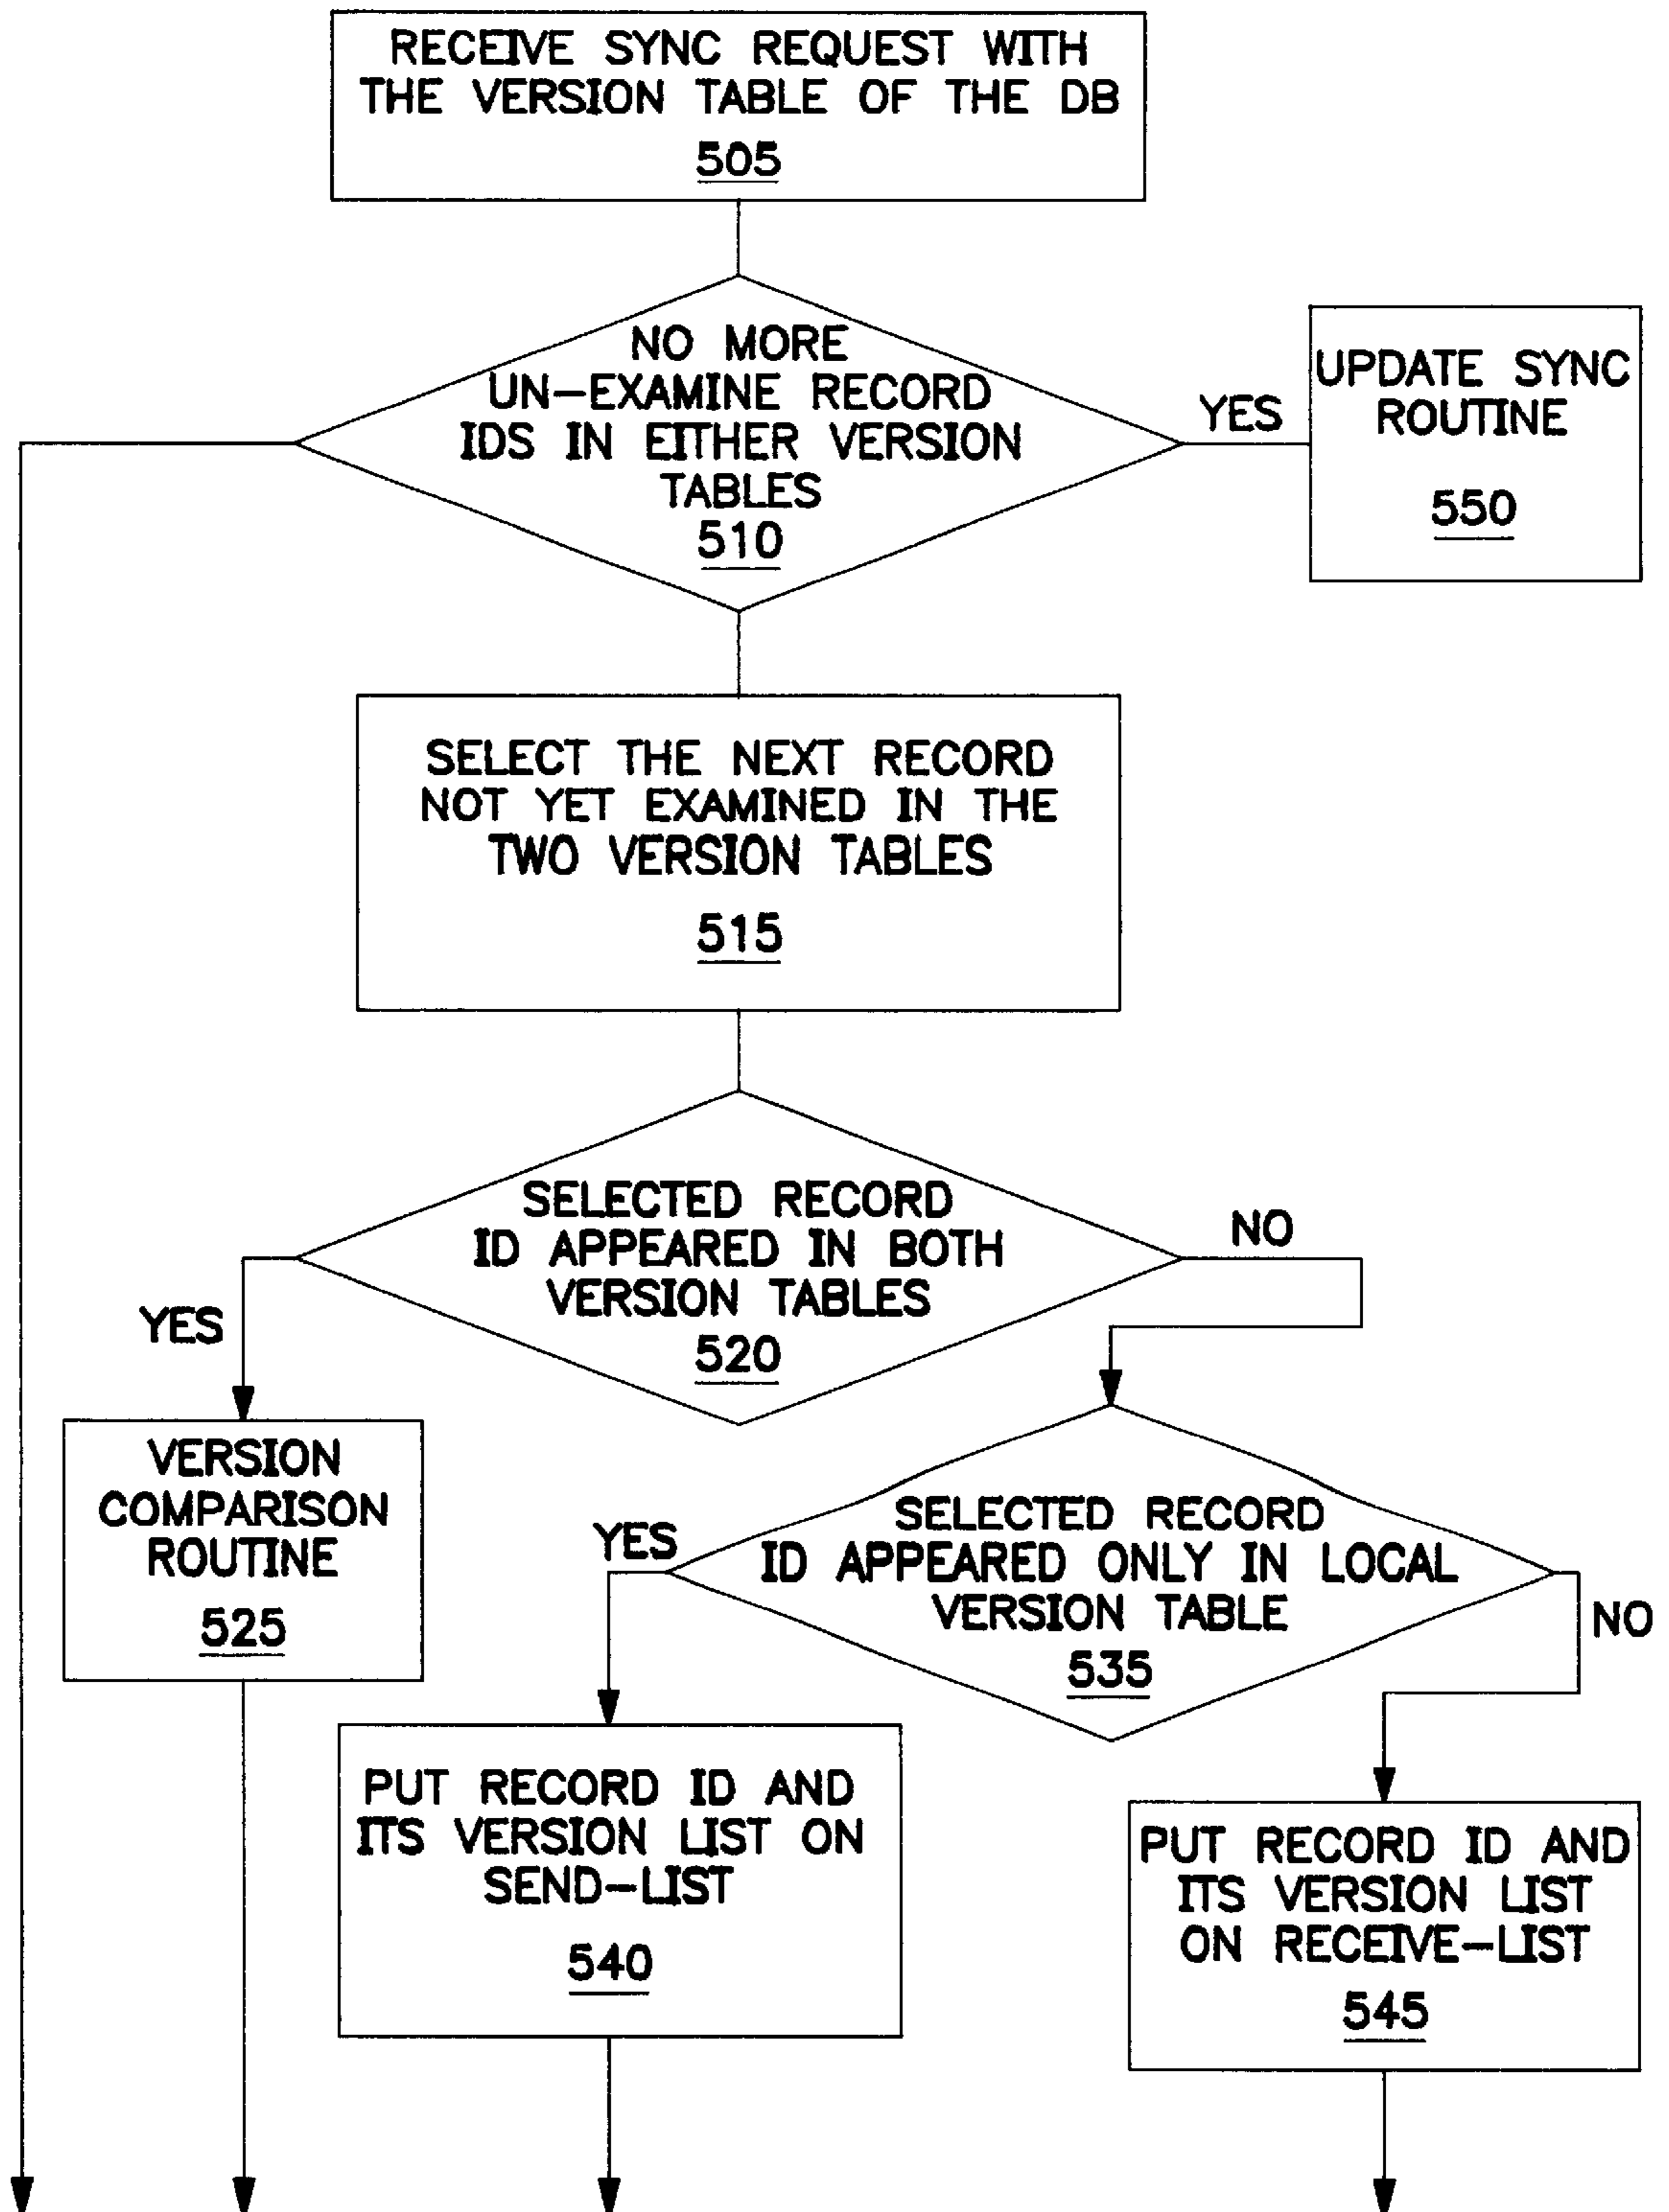 RECEIVE SYNC REQUEST WITH
THE VERSION TABLE OF THE DB
505
NO MORE
UN-EXAMINE RECORD
IDS IN EITHER VERSION
TABLES
510
YES
UPDATE SYNC
ROUTINE
550
SELECT THE NEXT RECORD
NOT YET EXAMINED IN THE
TWO VERSION TABLES
515
SELECTED RECORD
ID APPEARED IN BOTH
VERSION TABLES
520
YES
NO
VERSION
COMPARISON
ROUTINE
525
SELECTED RECORD
ID APPEARED ONLY IN LOCAL
VERSION TABLE
535
YES
NO
PUT RECORD ID AND
ITS VERSION LIST ON
SEND-LIST
540
PUT RECORD ID AND
ITS VERSION LIST
ON RECEIVE-LIST
545